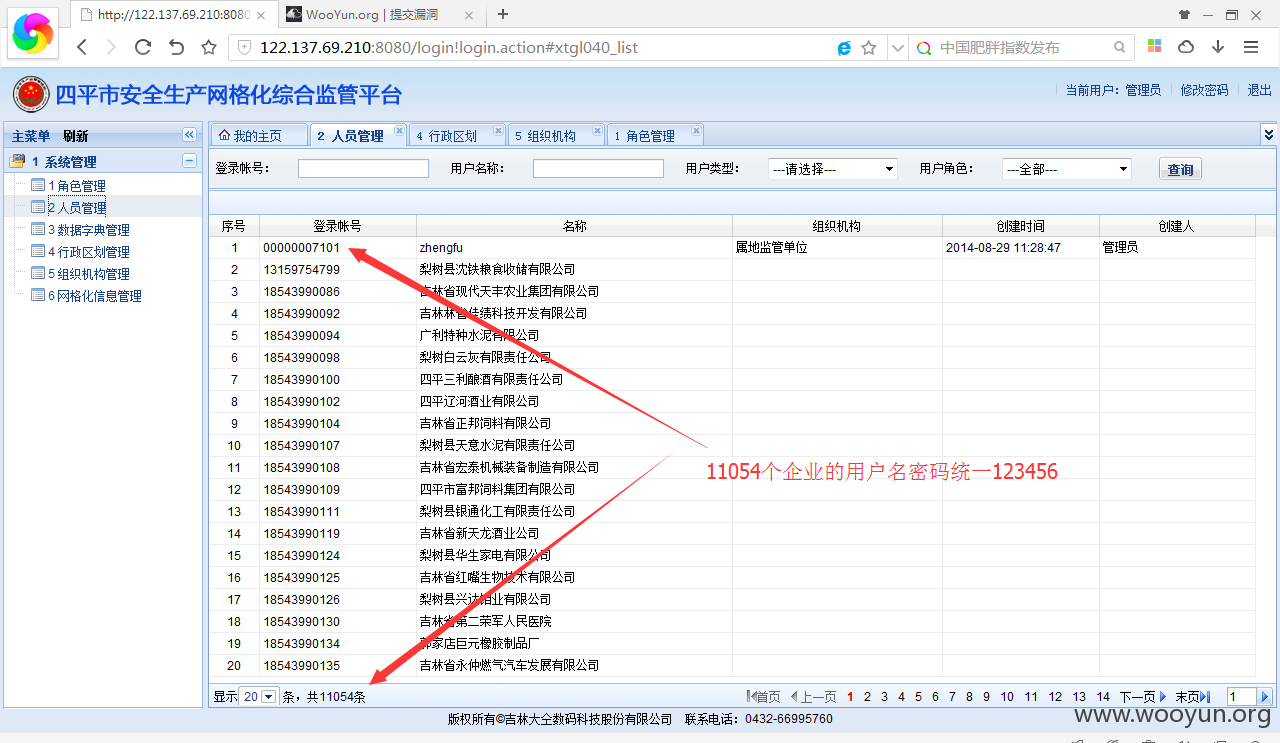 http://122.137.69.210:8080 × WooYun.org | 提交漏洞 × +
122.137.69.210:8080/loginlogin.action#xtgl040_list 中国肥胖指数发布
四平市安全生产网格化综合监管平台 当前用户：管理员 修改密码 退出
主菜单 刷新 我的主页 2 人员管理 4 行政区划 5 组织机构 1 角色管理
1 系统管理
1角色管理
2人员管理
3数据字典管理
4行政区划管理
5组织机构管理
6网格化信息管理
登录帐号： 用户名称： 用户类型： ---请选择--- 用户角色： ---全部--- 查询
序号 登录帐号 名称 组织机构 创建时间 创建人
1 00000007101 zhengfu 属地监管单位 2014-08-29 11:28:47 管理员
2 13159754799 梨树县沈铁粮食收储有限公司
3 18543990086 吉林省现代天丰农业集团有限公司
4 18543990092 吉林林省佳绩科技开发有限公司
5 18543990094 广利特种水泥有限公司
6 18543990098 梨树白云灰有限责任公司
7 18543990100 四平三利酿酒有限责任公司
8 18543990102 四平辽河酒业有限公司
9 18543990104 吉林省正邦饲料有限公司
10 18543990107 梨树县天意水泥有限责任公司
11 18543990108 吉林省宏泰机械装备制造有限公司
12 18543990109 四平市富邦饲料集团有限公司
13 18543990111 梨树县银通化工有限责任公司
14 18543990119 吉林省新天龙酒业公司
15 18543990124 梨树县华生家电有限公司
16 18543990125 吉林省红嘴生物技术有限公司
17 18543990126 梨树县兴达铝业有限公司
18 18543990130 吉林省第二荣军人民医院
19 18543990134 郭家店巨元橡胶制品厂
20 18543990135 吉林省永仲燃气汽车发展有限公司
11054个企业的用户名密码统一123456
显示 20 条，共11054条 首页 上一页 1 2 3 4 5 6 7 8 9 10 11 12 13 14 下一页 末页 1
版权所有©吉林大仝数码科技股份有限公司 联系电话：0432-66995760
www.wooyun.org